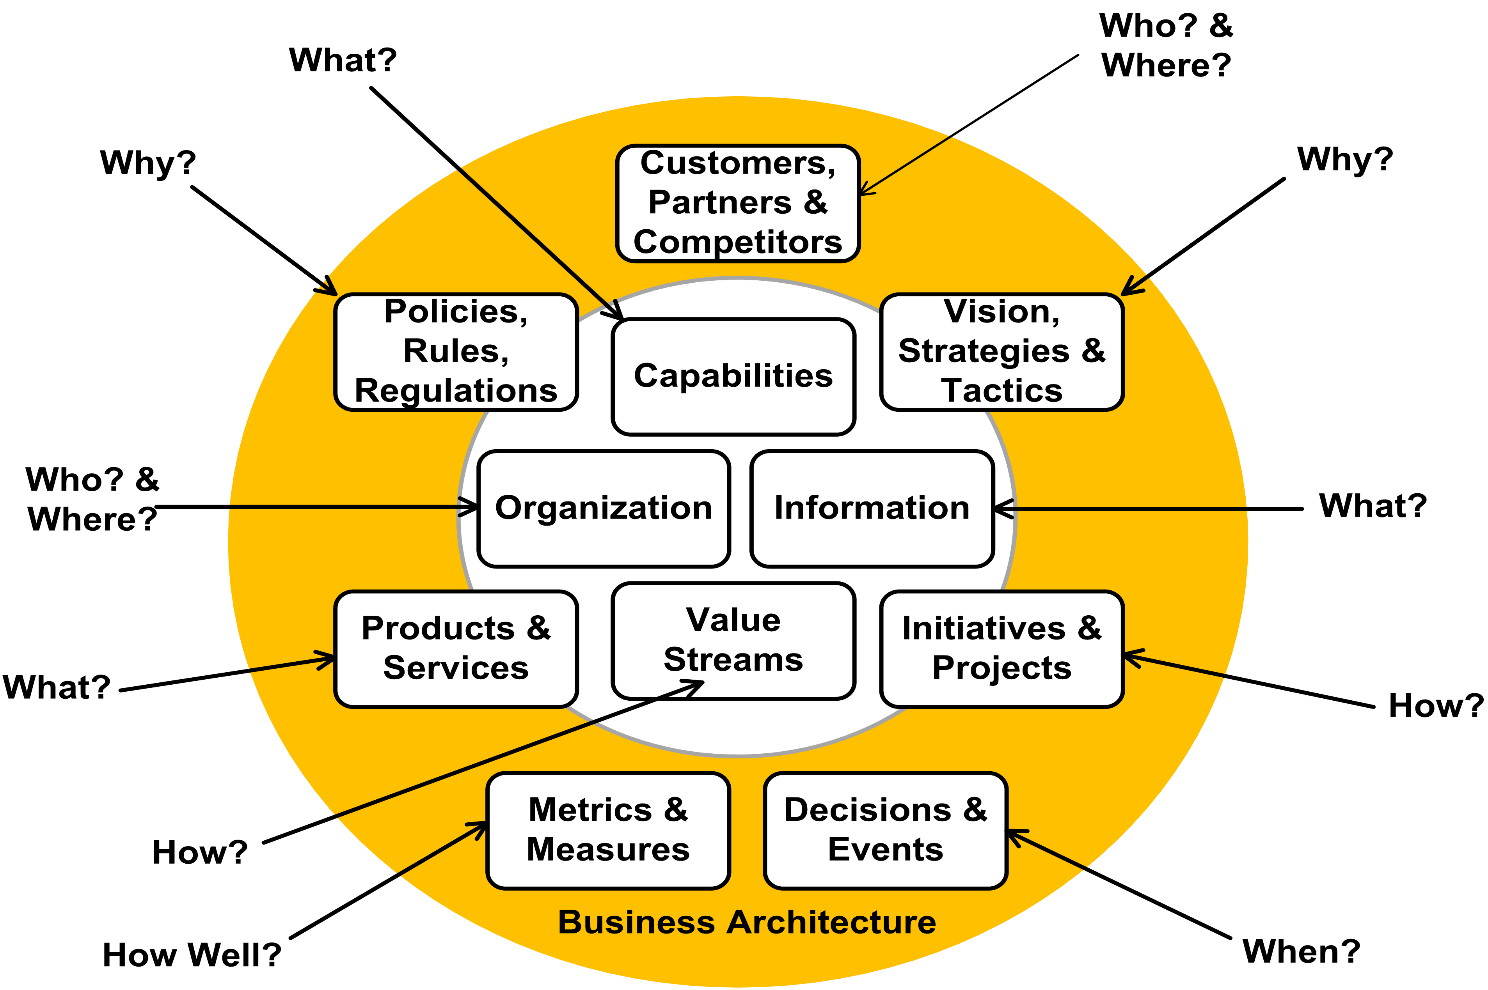 Who? &
Where?
What?
Why?
Why?
Customers,
Partners &
Competitors
Policies,
Rules,
Regulations
Vision,
Strategies &
Tactics
Capabilities
Who? &
Where?
Organization
Information
What?
Products &
Services
Value
Streams
Initiatives &
Projects
What?
How?
Metrics &
Measures
Decisions &
Events
How?
Business Architecture
How Well?
When?